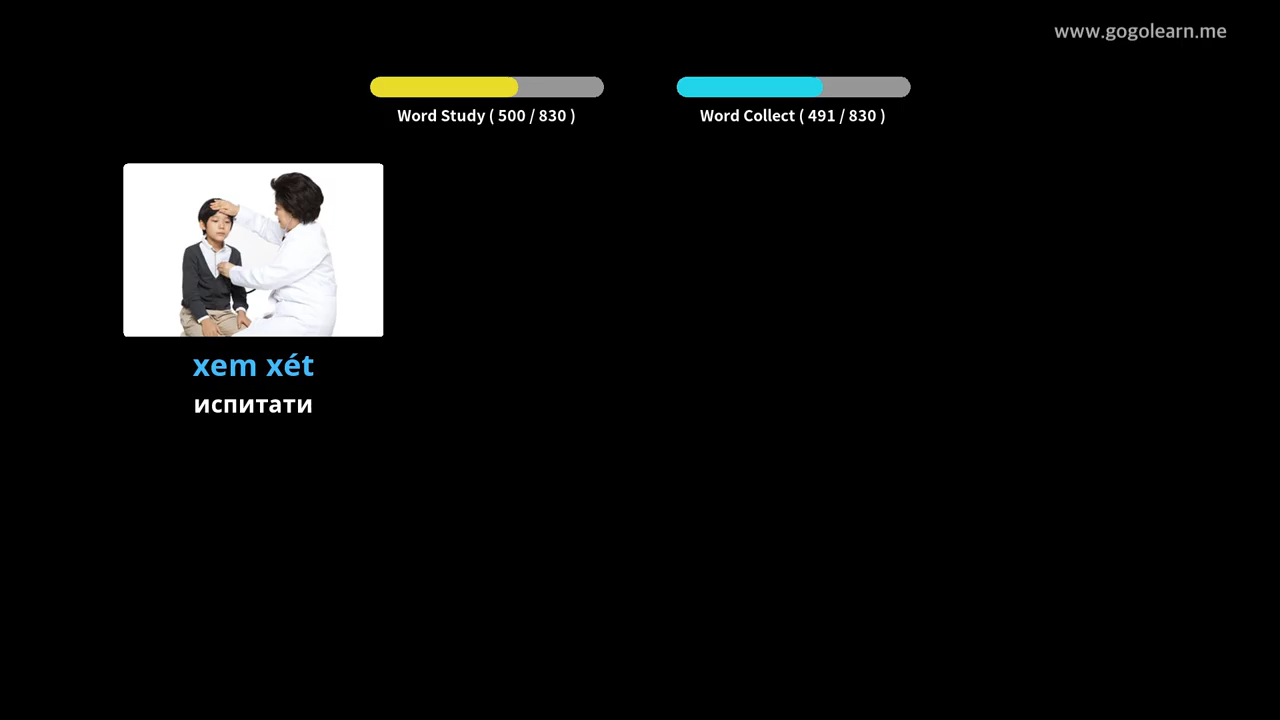 www.gogolearn.me
Word Study ( 500 / 830 )
Word Collect ( 491 / 830 )
xem xét
испитати